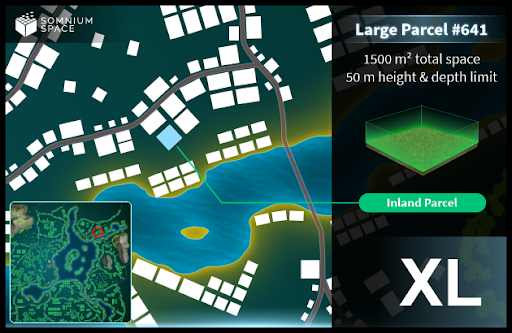 SOMNIUM
SPACE
Large Parcel #641
1500 m² total space
50 m height & depth limit
Inland Parcel
XL